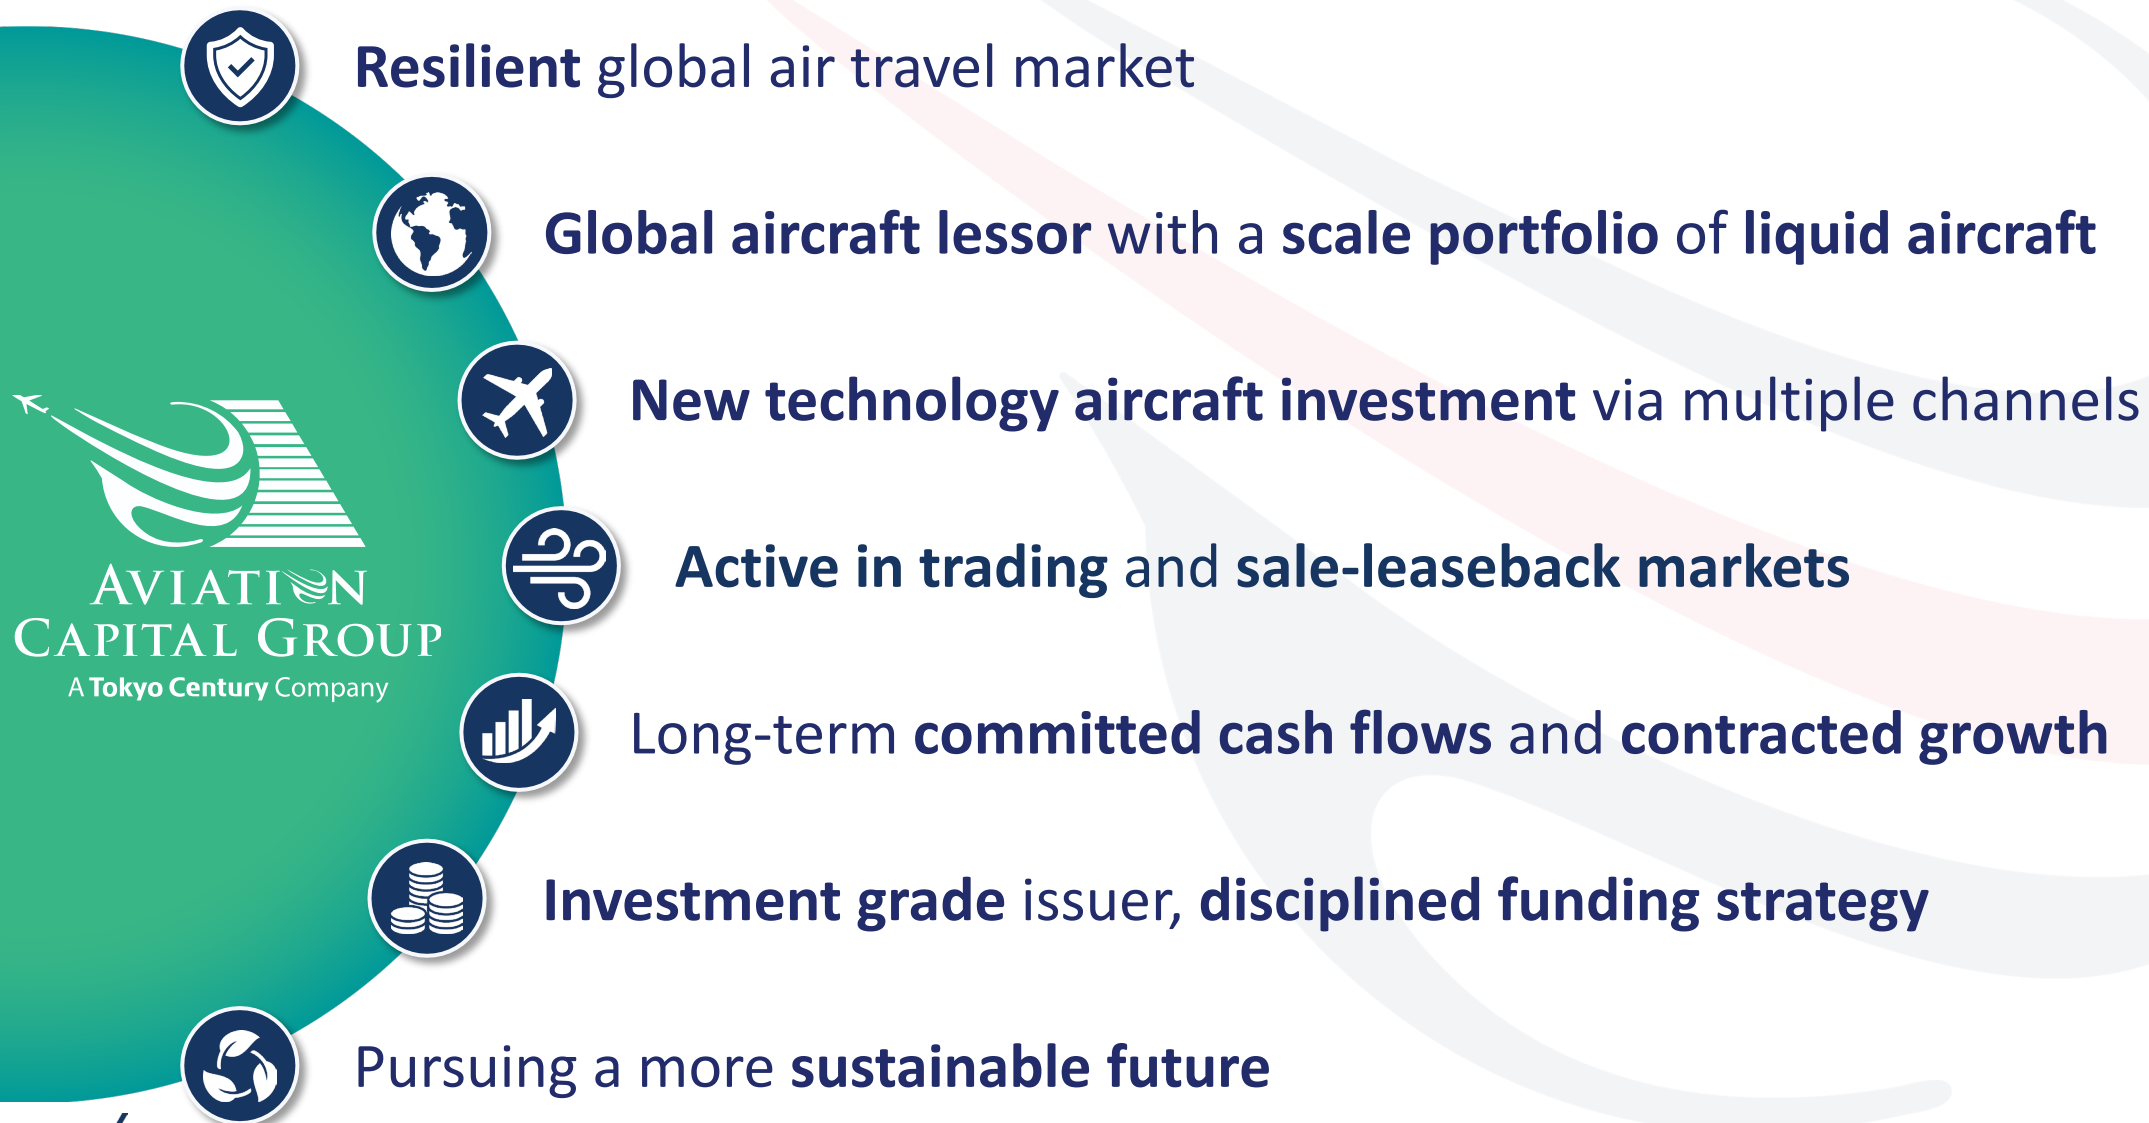 Resilient global air travel market
Global aircraft lessor with a scale portfolio of liquid aircraft
New technology aircraft investment via multiple channels
Active in trading and sale-leaseback markets
AVIATION
CAPITAL GROUP
A Tokyo Century Company
Long-term committed cash flows and contracted growth
Investment grade issuer, disciplined funding strategy
Pursuing a more sustainable future